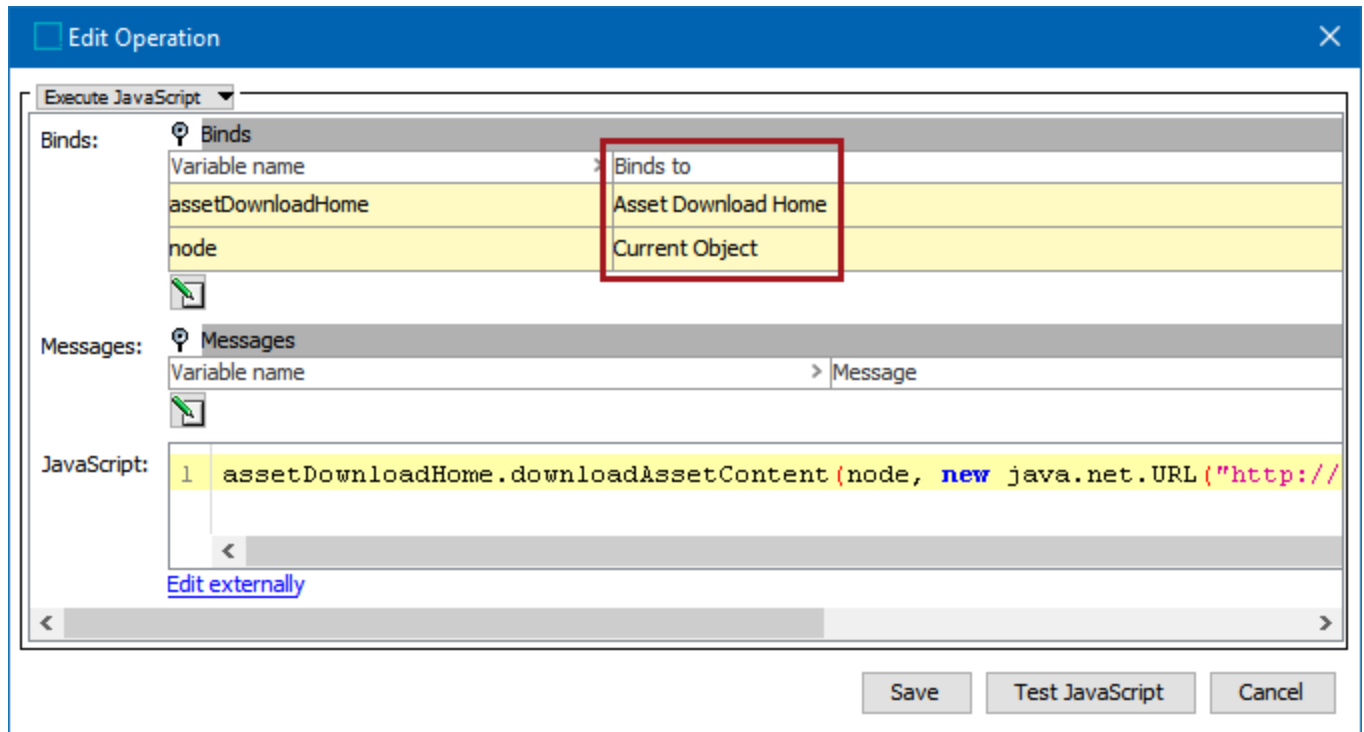 Edit Operation
Execute JavaScript
Binds:
Binds
Variable name > Binds to
assetDownloadHome Asset Download Home
node Current Object
Messages:
Messages
Variable name > Message
JavaScript:
1 assetDownloadHome.downloadAssetContent(node, new java.net.URL("http://
Edit externally
Save Test JavaScript Cancel